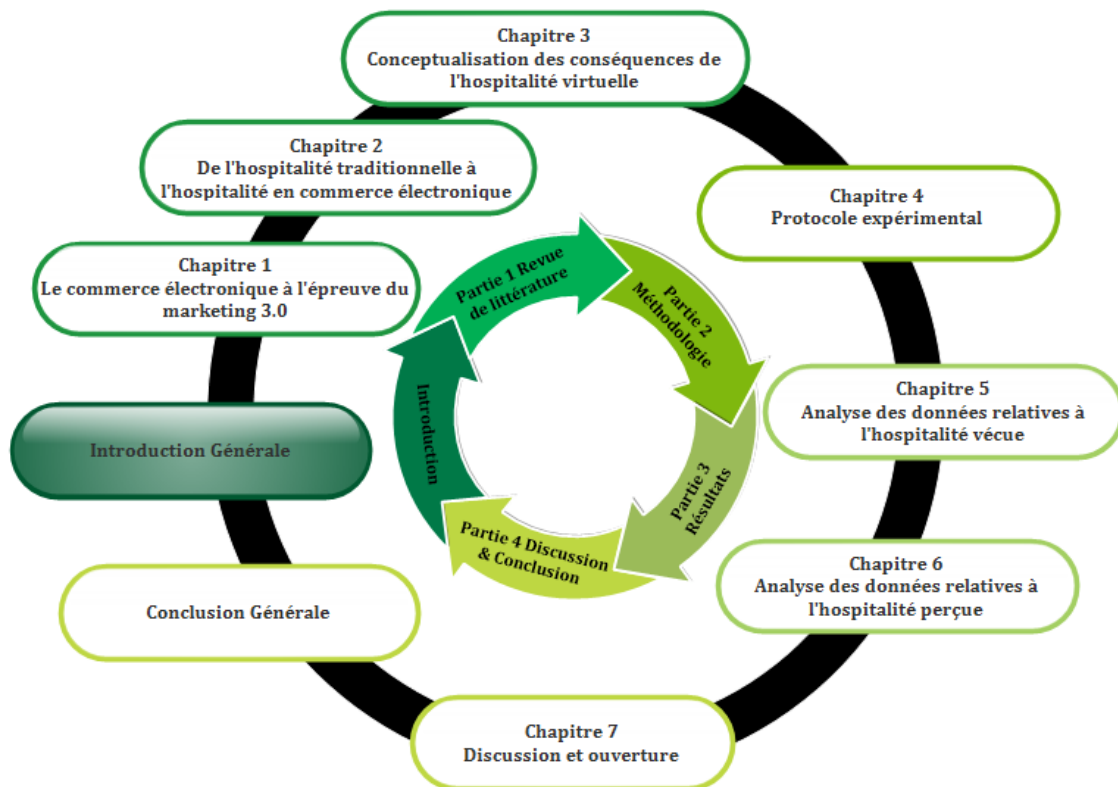 Chapitre 3
Conceptualisation des conséquences de
l'hospitalité virtuelle
Chapitre 2
De l'hospitalité traditionnelle à
l'hospitalité en commerce électronique
Chapitre 4
Protocole expérimental
Chapitre 1
Le commerce électronique à l'épreuve du
marketing 3.0
Partie 1 Revue
de littérature
Partie 2
Méthodologie
Introduction
Chapitre 5
Analyse des données relatives à
l'hospitalité vécue
Introduction Générale
Partie 3
Résultats
Partie 4 Discussion
& Conclusion
Chapitre 6
Analyse des données relatives à
l'hospitalité perçue
Conclusion Générale
Chapitre 7
Discussion et ouverture